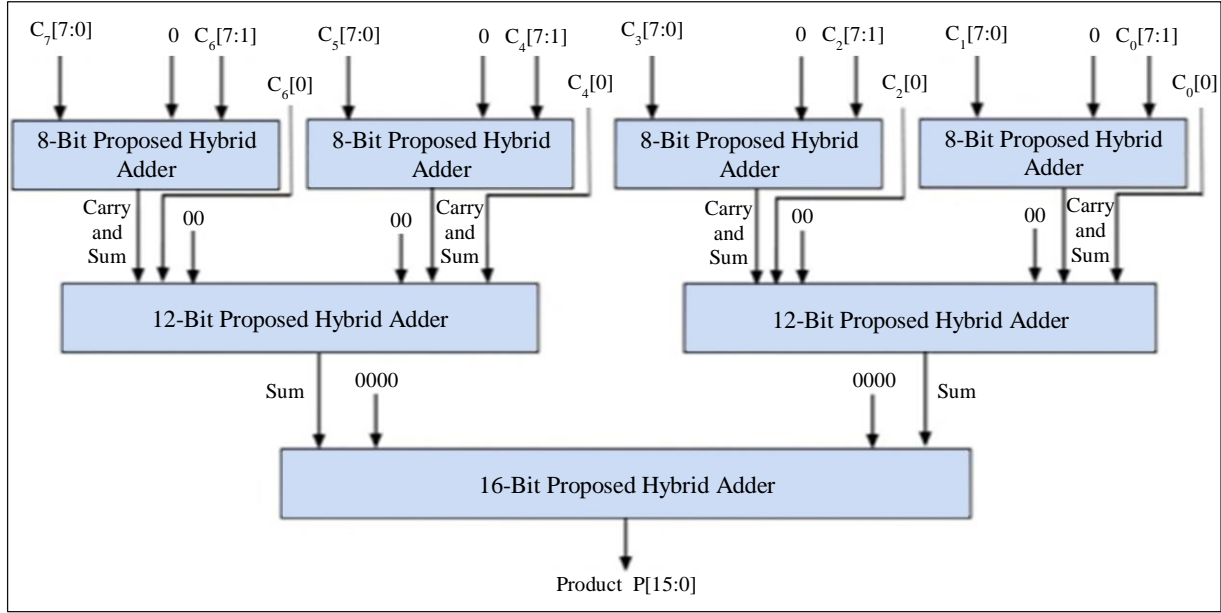 C₇[7:0] 0 C₆[7:1] C₅[7:0] 0 C₄[7:1] C₃[7:0] 0 C₂[7:1] C₁[7:0] 0 C₀[7:1]
C₆[0] C₄[0] C₂[0] C₀[0]
8-Bit Proposed Hybrid
Adder
8-Bit Proposed Hybrid
Adder
8-Bit Proposed Hybrid
Adder
8-Bit Proposed Hybrid
Adder
Carry
and
Sum
00
00
Carry
and
Sum
Carry
and
Sum
00
00
Carry
and
Sum
12-Bit Proposed Hybrid Adder
12-Bit Proposed Hybrid Adder
Sum
0000
0000
Sum
16-Bit Proposed Hybrid Adder
Product P[15:0]